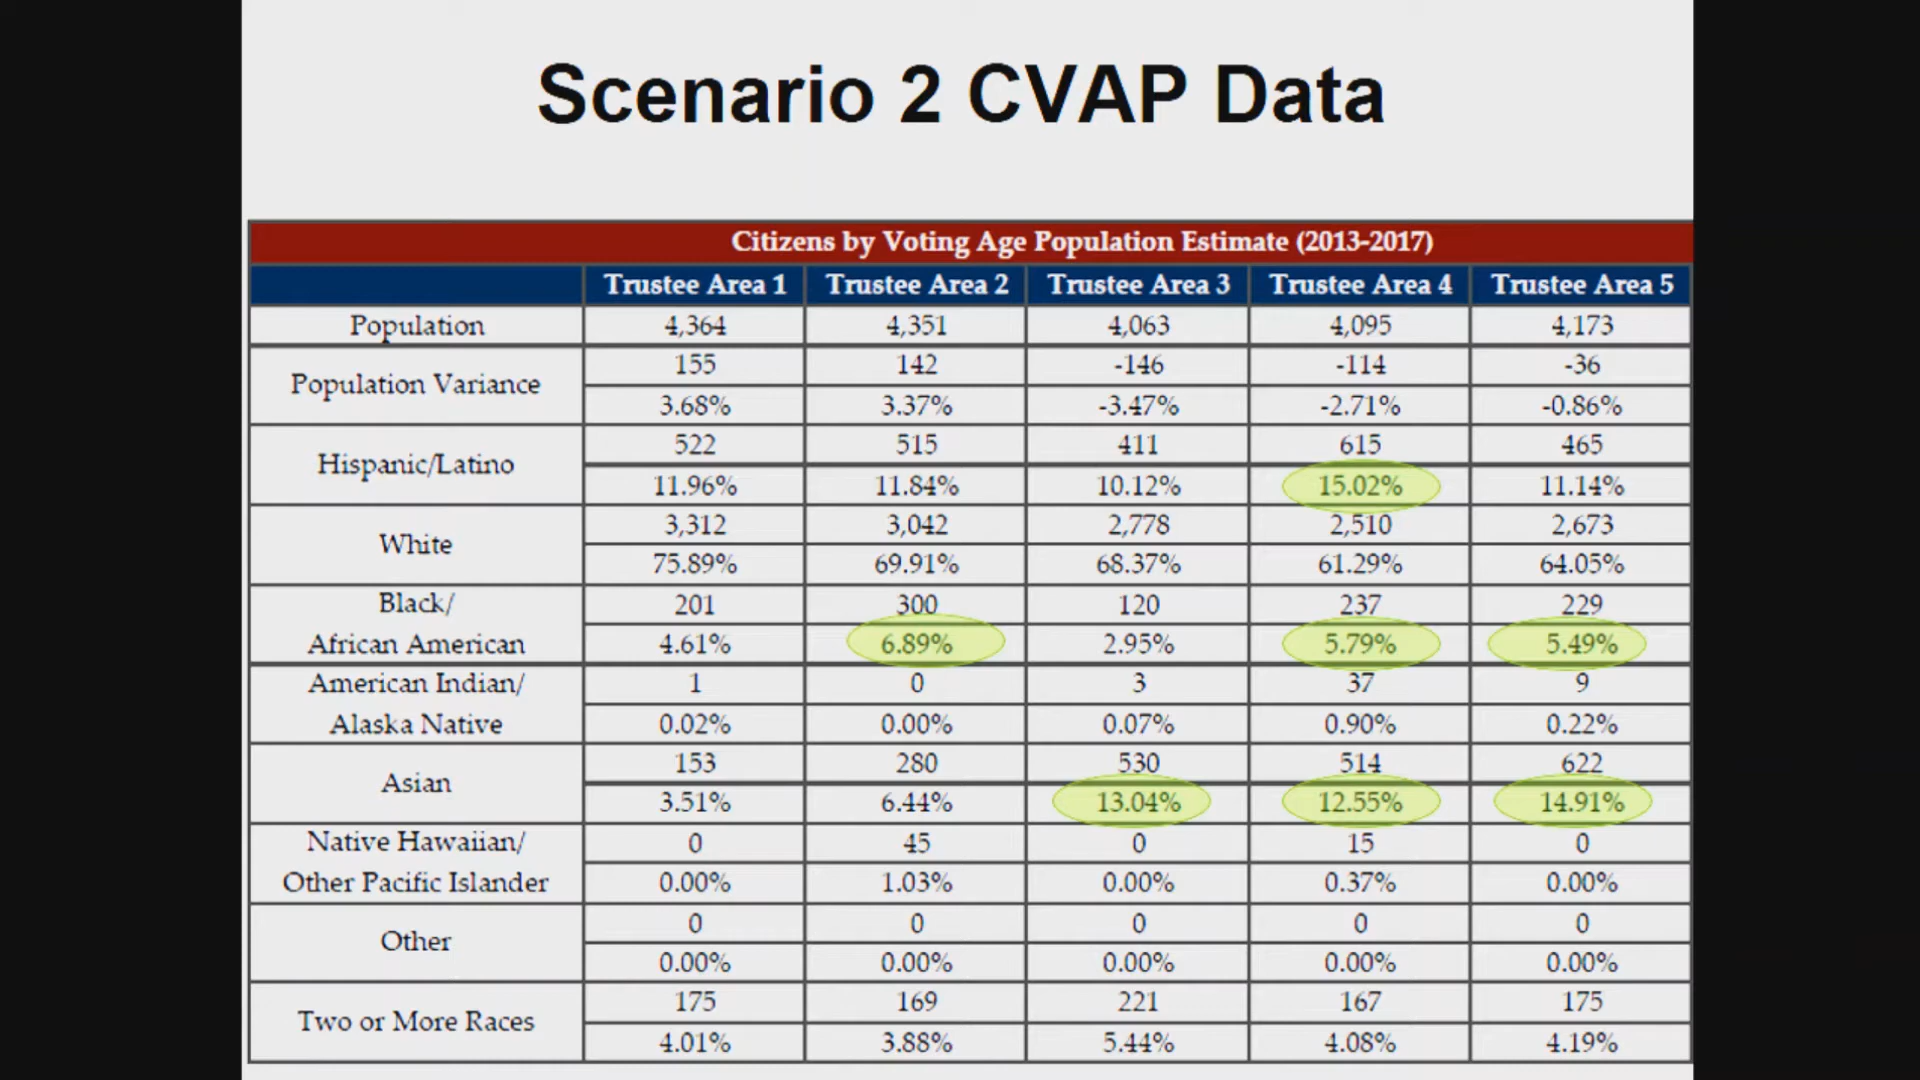 Scenario 2 CVAP Data
Citizens by Voting Age Population Estimate (2013-2017)
Trustee Area 1 Trustee Area 2 Trustee Area 3 Trustee Area 4 Trustee Area 5
Population 4,364 4,351 4,063 4,095 4,173
Population Variance 155 142 -146 -114 -36
3.68% 3.37% -3.47% -2.71% -0.86%
Hispanic/Latino 522 515 411 615 465
11.96% 11.84% 10.12% 15.02% 11.14%
White 3,312 3,042 2,778 2,510 2,673
75.89% 69.91% 68.37% 61.29% 64.05%
Black/ 201 300 120 237 229
African American 4.61% 6.89% 2.95% 5.79% 5.49%
American Indian/ 1 0 3 37 9
Alaska Native 0.02% 0.00% 0.07% 0.90% 0.22%
Asian 153 280 530 514 622
3.51% 6.44% 13.04% 12.55% 14.91%
Native Hawaiian/ 0 45 0 15 0
Other Pacific Islander 0.00% 1.03% 0.00% 0.37% 0.00%
Other 0 0 0 0 0
0.00% 0.00% 0.00% 0.00% 0.00%
Two or More Races 175 169 221 167 175
4.01% 3.88% 5.44% 4.08% 4.19%